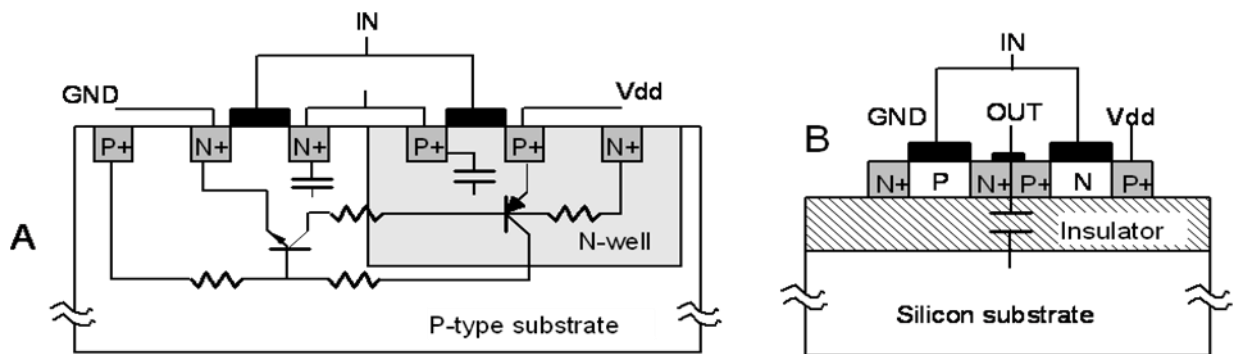 IN
GND
Vdd
P+ N+ N+ P+ P+ N+
N-well
A
P-type substrate
IN
GND OUT Vdd
B
N+ P N+ P+ N P+
Insulator
Silicon substrate